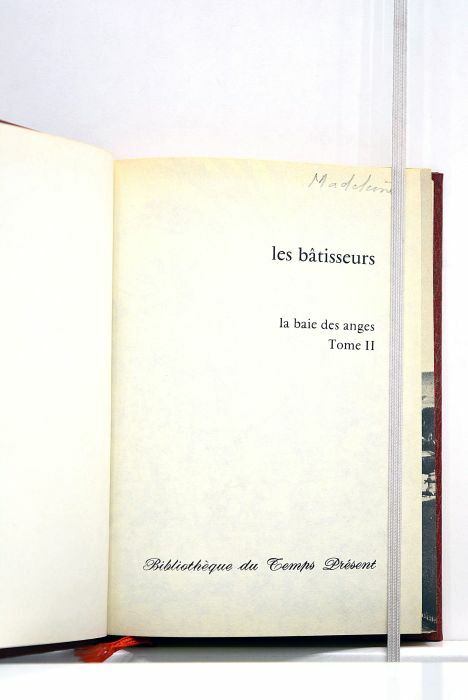 Madeleine
les bâtisseurs
la baie des anges
Tome II
Bibliothèque du Temps Présent